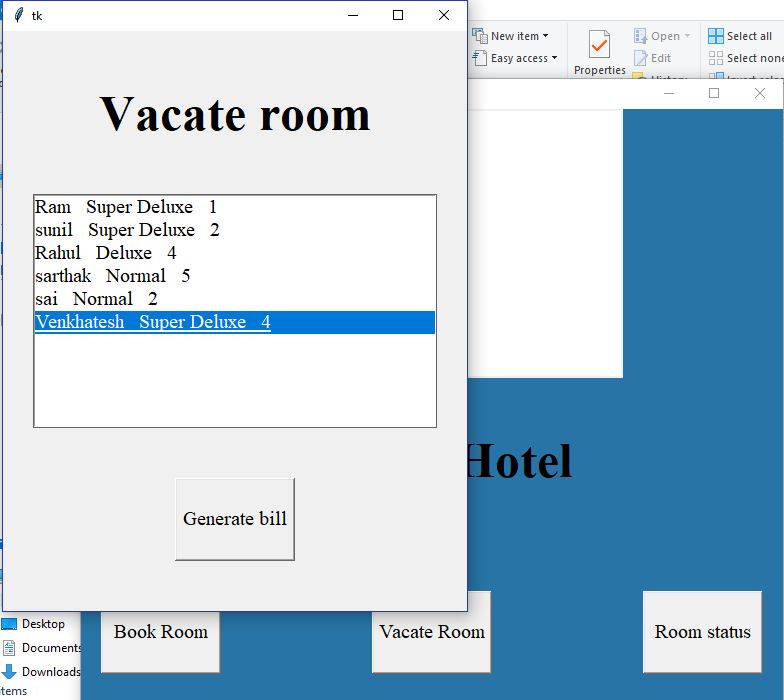 tk
Vacate room
Ram Super Deluxe 1
sunil Super Deluxe 2
Rahul Deluxe 4
sarthak Normal 5
sai Normal 2
Venkhatesh Super Deluxe 4
Generate bill
New item
Easy access
Properties
Open
Edit
Select all
Select none
Hotel
Book Room
Vacate Room
Room status
Desktop
Documents
Downloads
items